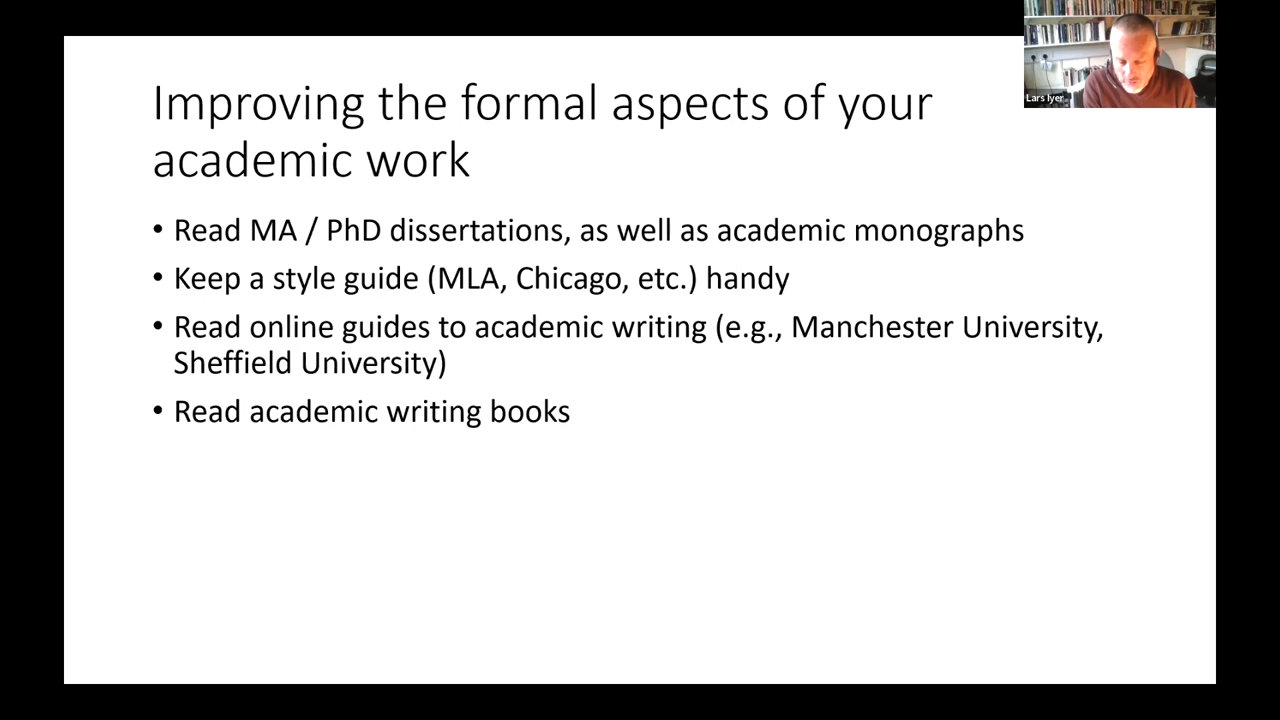 Improving the formal aspects of your
academic work
• Read MA / PhD dissertations, as well as academic monographs
• Keep a style guide (MLA, Chicago, etc.) handy
• Read online guides to academic writing (e.g., Manchester University,
Sheffield University)
• Read academic writing books
Lars Iyer